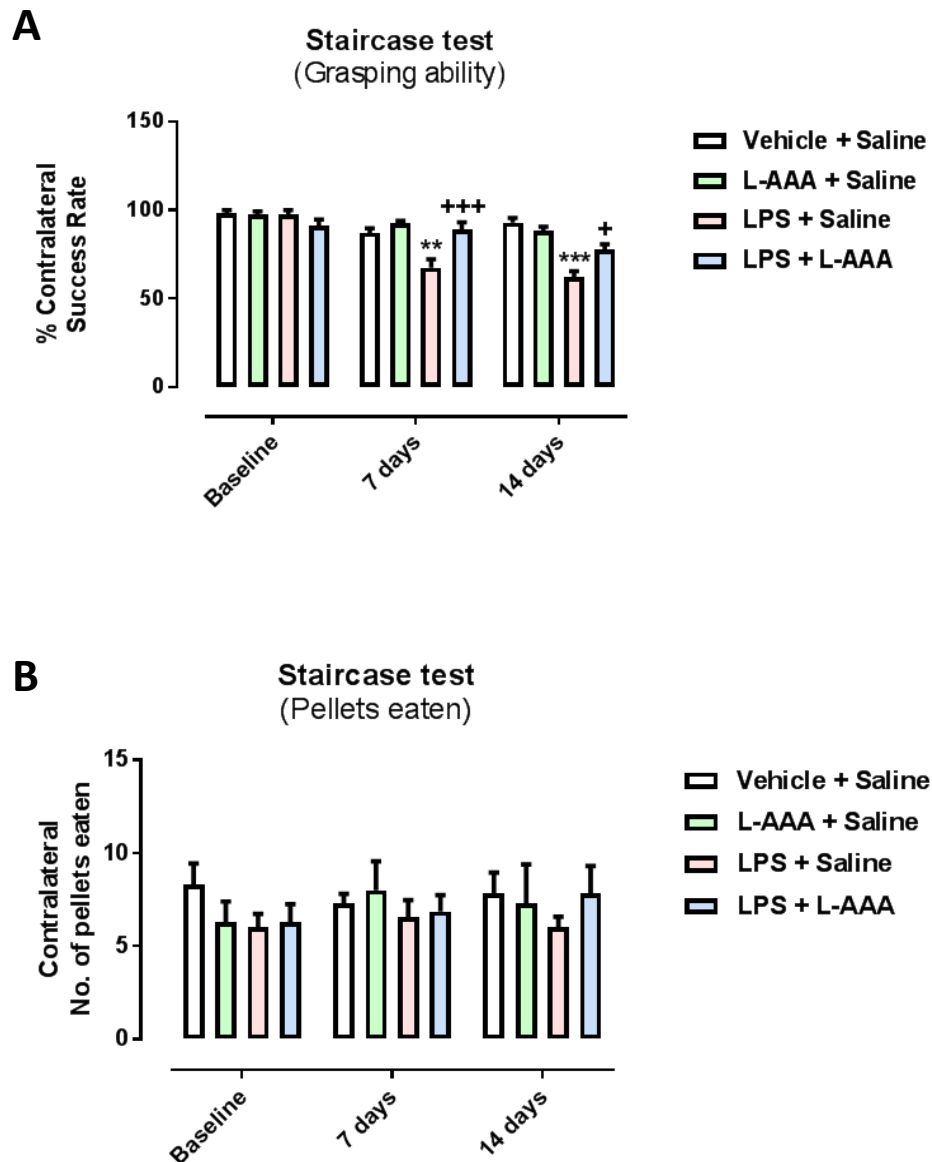 A
Staircase test
(Grasping ability)
% Contralateral
Success Rate
150
100
50
0
+++
**
+
***
Baseline
7 days
14 days
Vehicle + Saline
L-AAA + Saline
LPS + Saline
LPS + L-AAA
B
Staircase test
(Pellets eaten)
Contralateral
No. of pellets eaten
15
10
5
0
Baseline
7 days
14 days
Vehicle + Saline
L-AAA + Saline
LPS + Saline
LPS + L-AAA